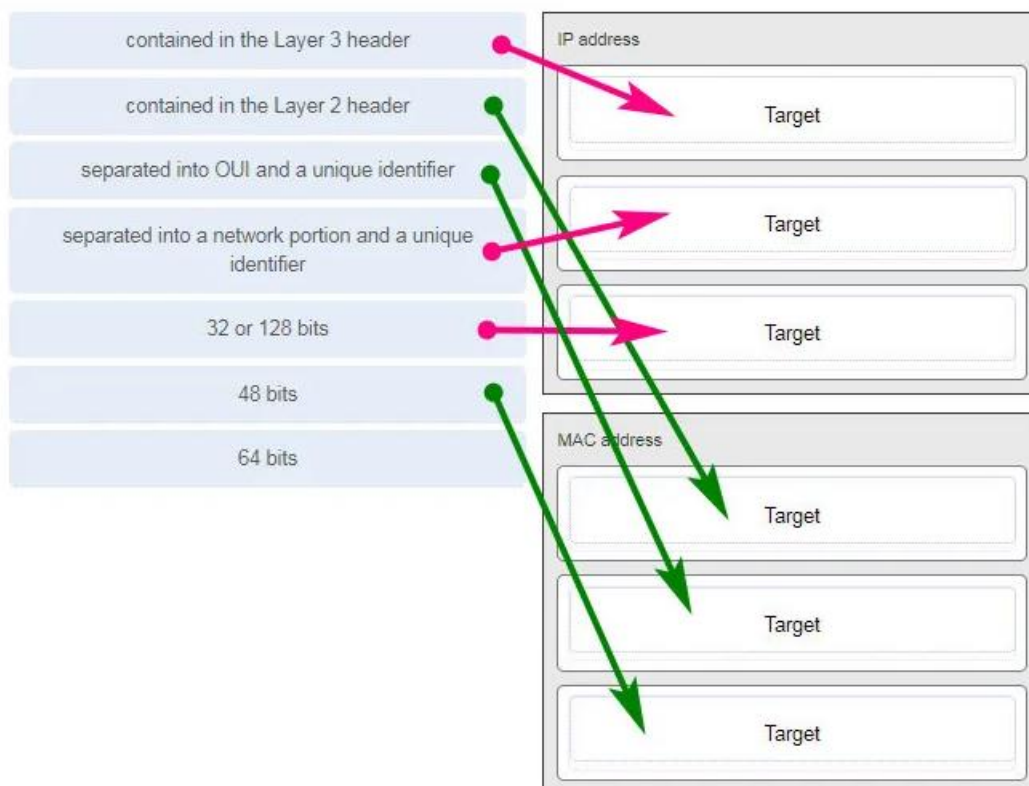 contained in the Layer 3 header
contained in the Layer 2 header
separated into OUI and a unique identifier
separated into a network portion and a unique
identifier
32 or 128 bits
48 bits
64 bits
IP address
Target
Target
Target
MAC address
Target
Target
Target